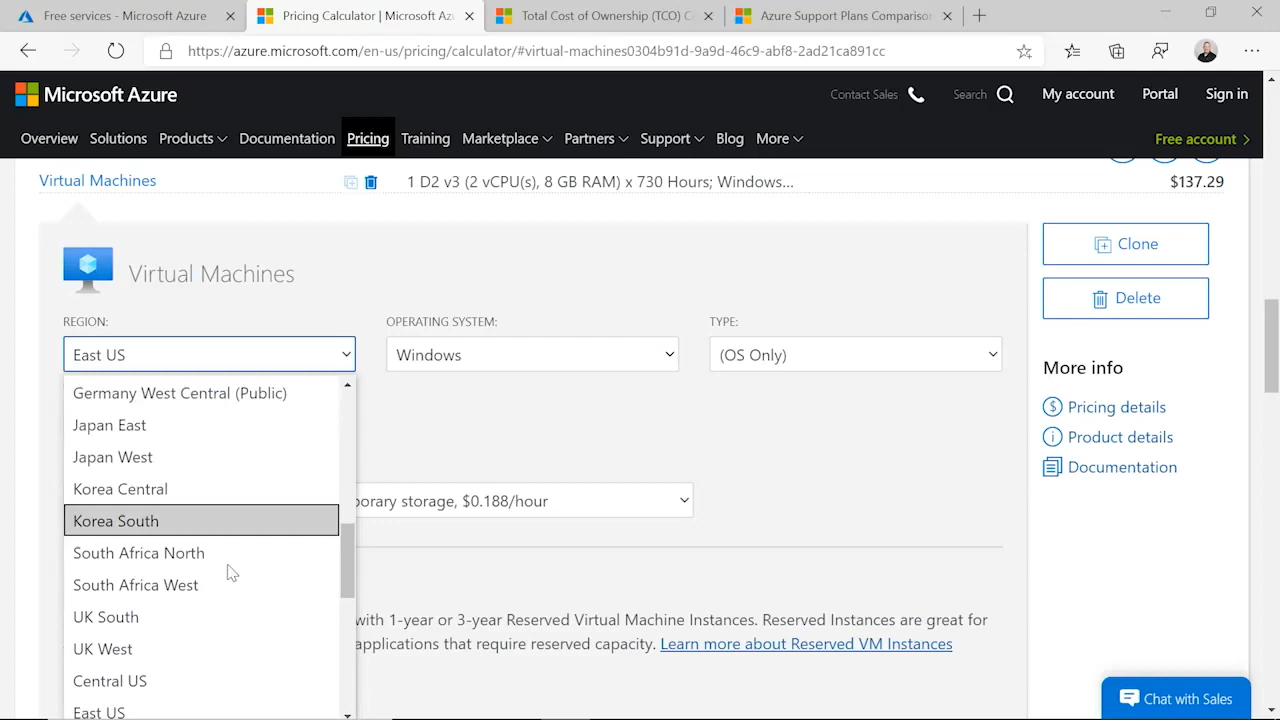 Free services - Microsoft Azure
Pricing Calculator | Microsoft Az
Total Cost of Ownership (TCO) C
Azure Support Plans Comparison
https://azure.microsoft.com/en-us/pricing/calculator/#virtual-machines0304b91d-9a9d-46c9-abf8-2ad21ca891cc
Microsoft Azure
Contact Sales
Search
My account
Portal
Sign in
Overview
Solutions
Products
Documentation
Pricing
Training
Marketplace
Partners
Support
Blog
More
Free account
Virtual Machines
1 D2 v3 (2 vCPU(s), 8 GB RAM) x 730 Hours; Windows...
$137.29
Clone
Delete
Virtual Machines
REGION:
OPERATING SYSTEM:
TYPE:
East US
Windows
(OS Only)
Germany West Central (Public)
Japan East
Japan West
Korea Central
Korea South
South Africa North
South Africa West
UK South
UK West
Central US
East US
porary storage, $0.188/hour
with 1-year or 3-year Reserved Virtual Machine Instances. Reserved Instances are great for
applications that require reserved capacity. Learn more about Reserved VM Instances
More info
Pricing details
Product details
Documentation
Chat with Sales